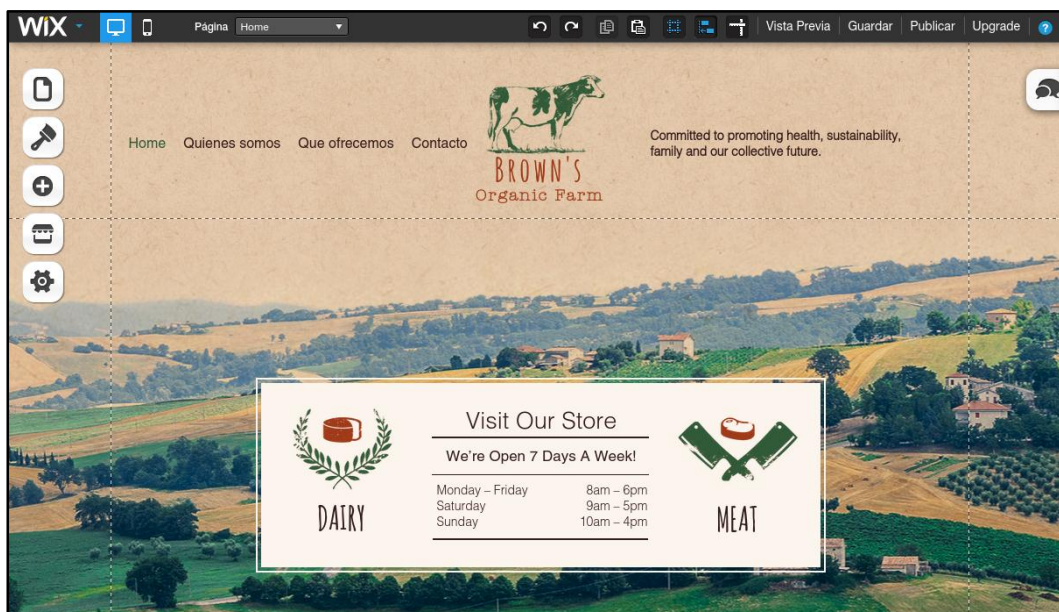 WiX
Página Home
Vista Previa Guardar Publicar Upgrade ?
Home Quienes somos Que ofrecemos Contacto
BROWN'S
Organic Farm
Committed to promoting health, sustainability,
family and our collective future.
Visit Our Store
We're Open 7 Days A Week!
Monday – Friday 8am – 6pm
Saturday 9am – 5pm
Sunday 10am – 4pm
DAIRY
MEAT